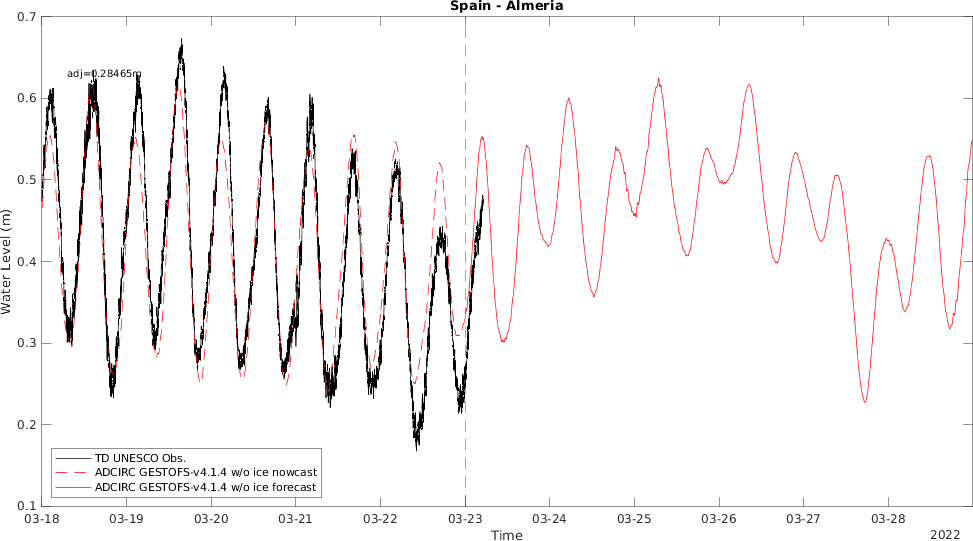 Spain - Almeria
0.7
adj=0.28465m
0.6
0.5
0.4
0.3
0.2
0.1
Water Level (m)
TD UNESCO Obs.
ADCIRC GESTOFS-v4.1.4 w/o ice nowcast
ADCIRC GESTOFS-v4.1.4 w/o ice forecast
03-18 03-19 03-20 03-21 03-22 03-23 03-24 03-25 03-26 03-27 03-28
Time
2022